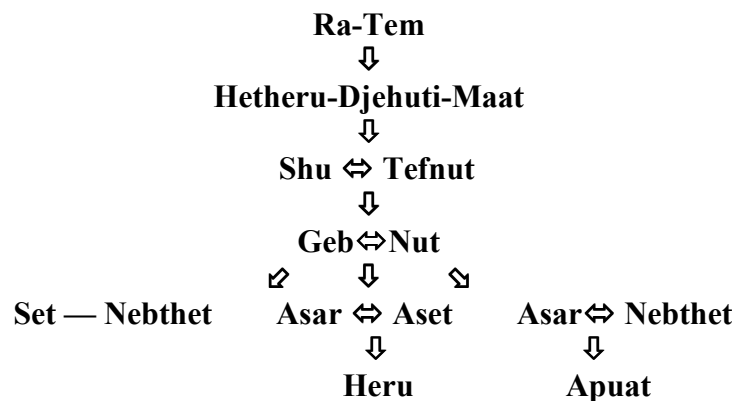 Ra-Tem
⇩
Hetheru-Djehuti-Maat
⇩
Shu ⇔ Tefnut
⇩
Geb⇔Nut
⬃ ⇩ ⬂
Set — Nebthet Asar ⇔ Aset Asar⇔ Nebthet
⇩ ⇩
Heru Apuat